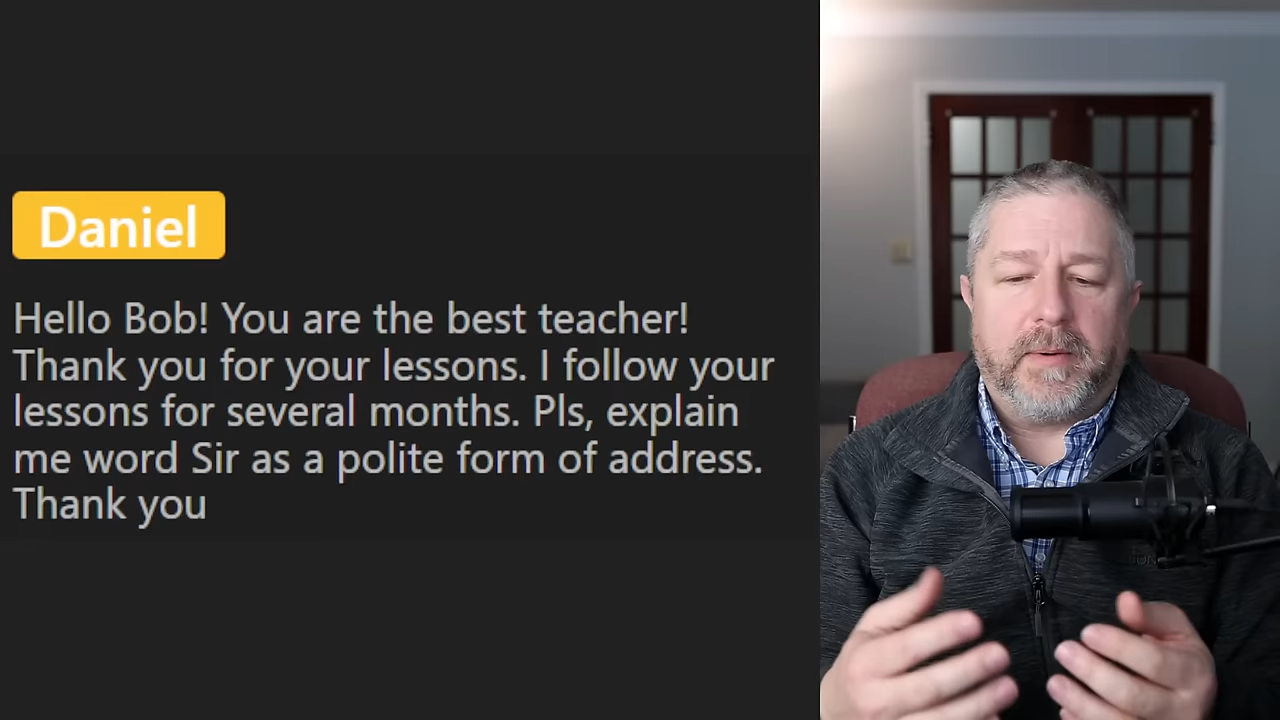 Daniel
Hello Bob! You are the best teacher!
Thank you for your lessons. I follow your
lessons for several months. Pls, explain
me word Sir as a polite form of address.
Thank you